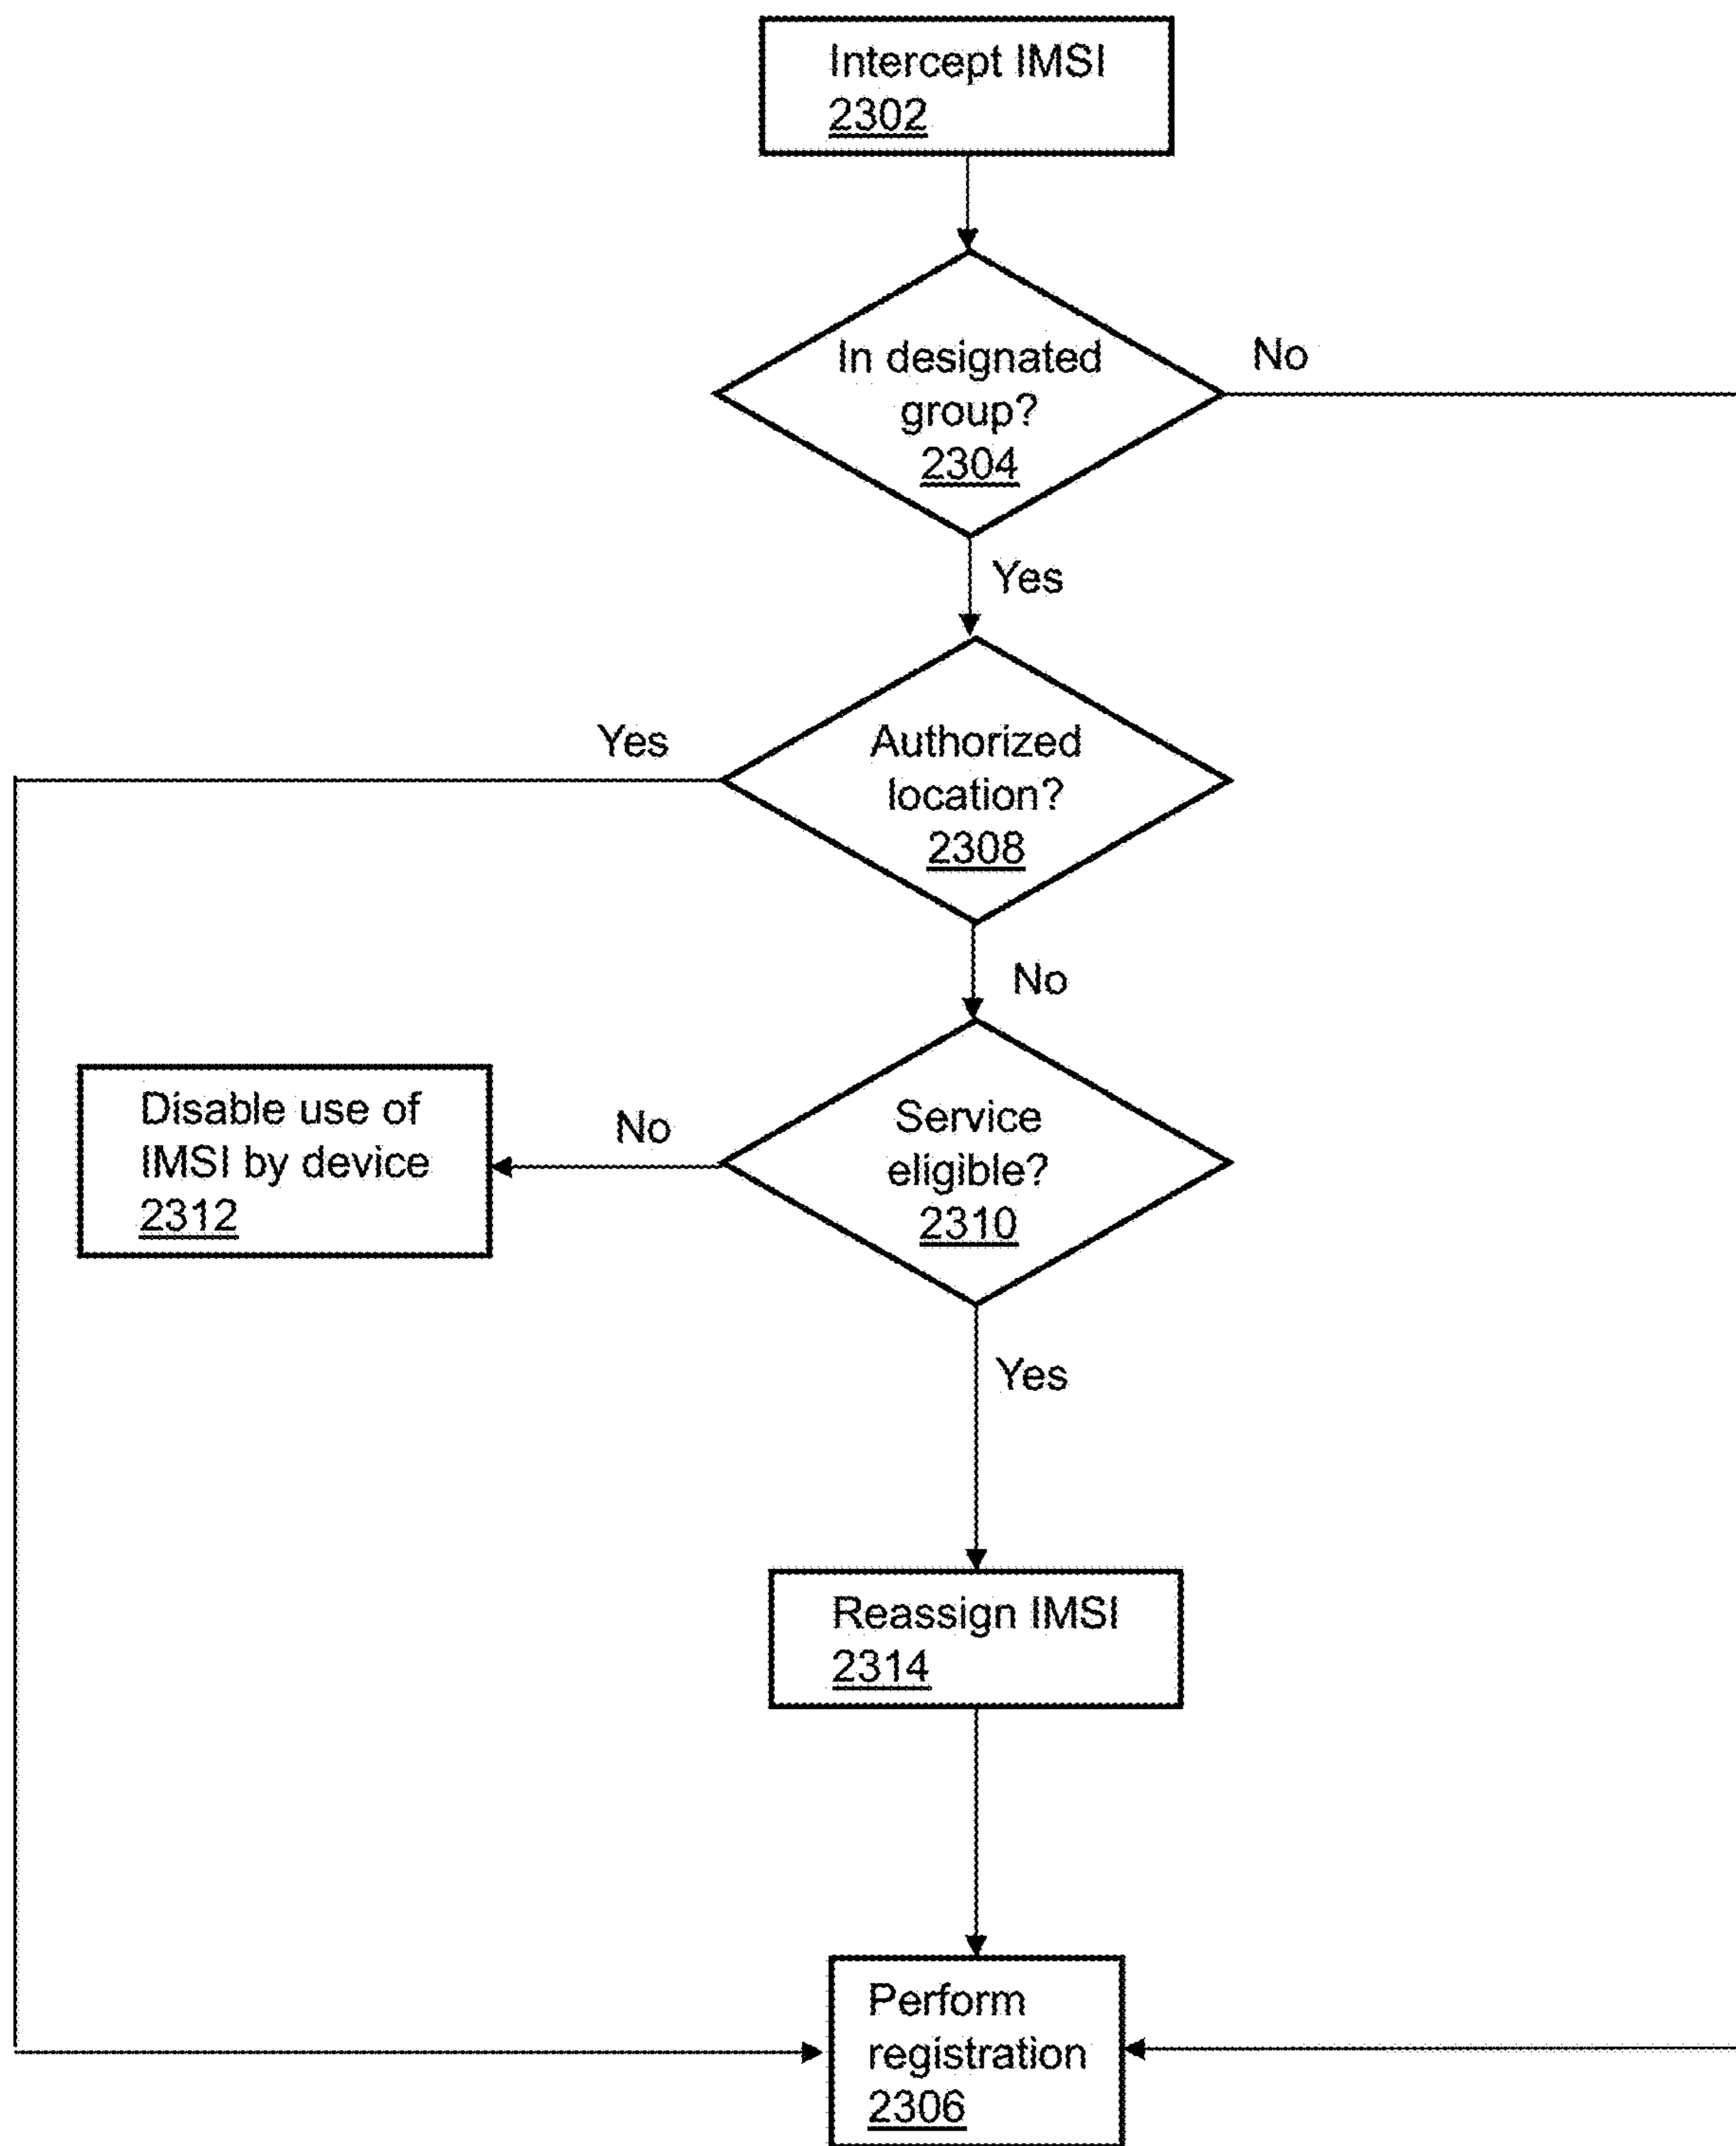 Intercept IMSI
2302
In designated
group?
2304
No
Yes
Authorized
location?
2308
Yes
No
Service
eligible?
2310
No
Disable use of
IMSI by device
2312
Yes
Reassign IMSI
2314
Perform
registration
2306